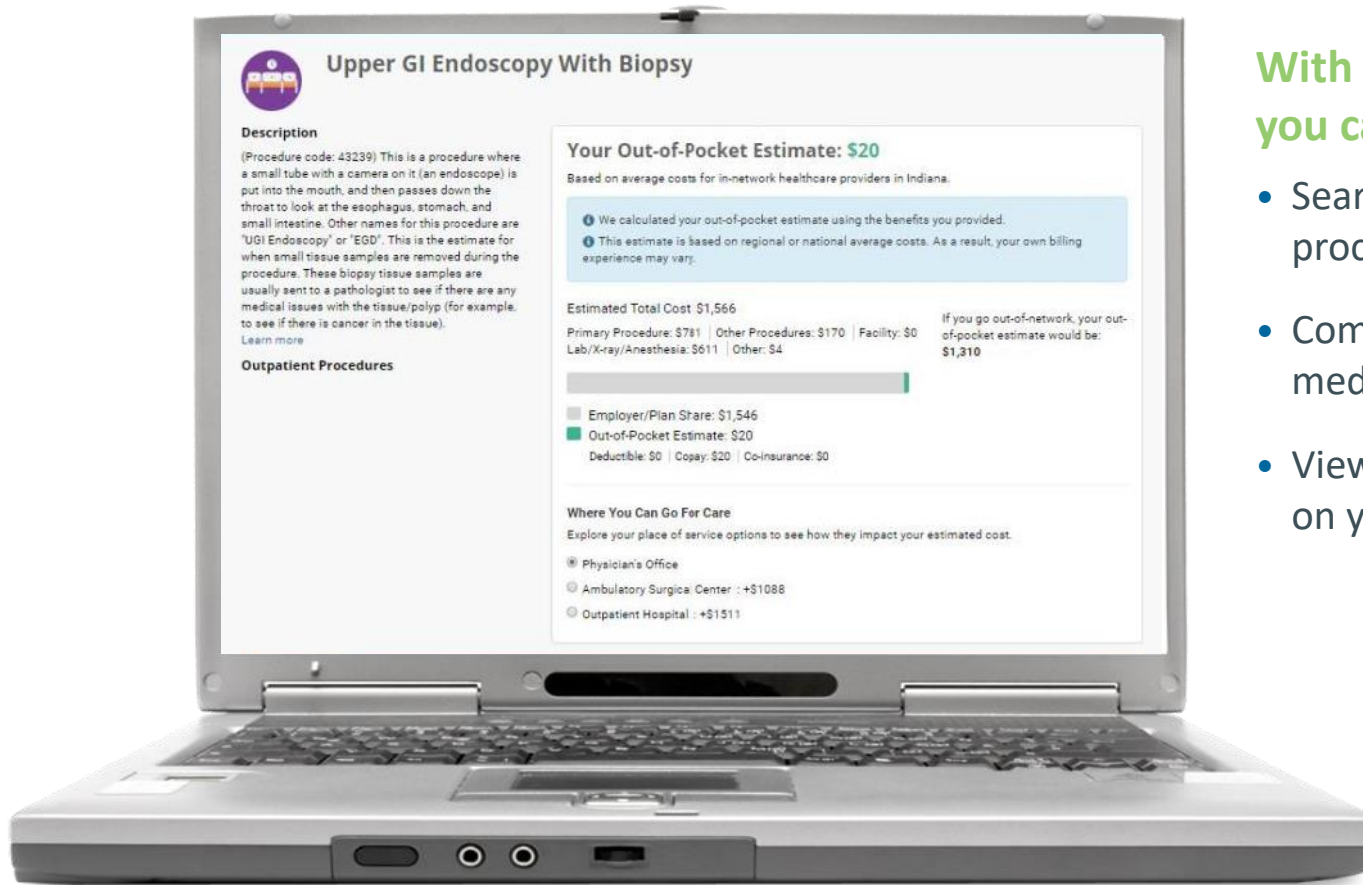 Upper GI Endoscopy With Biopsy
Description
(Procedure code: 43239) This is a procedure where
a small tube with a camera on it (an endoscope) is
put into the mouth, and then passes down the
throat to look at the esophagus, stomach, and
small intestine. Other names for this procedure are
"UGI Endoscopy" or "EGD". This is the estimate for
when small tissue samples are removed during the
procedure. These biopsy tissue samples are
usually sent to a pathologist to see if there are any
medical issues with the tissue/polyp (for example,
to see if there is cancer in the tissue).
Learn more
Outpatient Procedures
Your Out-of-Pocket Estimate: $20
Based on average costs for in-network healthcare providers in Indiana.
We calculated your out-of-pocket estimate using the benefits you provided.
This estimate is based on regional or national average costs. As a result, your own billing
experience may vary.
Estimated Total Cost $1,566
Primary Procedure: $781 | Other Procedures: $170 | Facility: $0
Lab/X-ray/Anesthesia: $611 | Other: $4
If you go out-of-network, your out-
of-pocket estimate would be:
$1,310
Employer/Plan Share: $1,546
Out-of-Pocket Estimate: $20
Deductible: $0 | Copay: $20 | Co-insurance: $0
Where You Can Go For Care
Explore your place of service options to see how they impact your estimated cost.
Physician's Office
Ambulatory Surgical Center : +$1088
Outpatient Hospital : +$1511
With
you ca
• Sear
proc
• Com
med
• View
on y